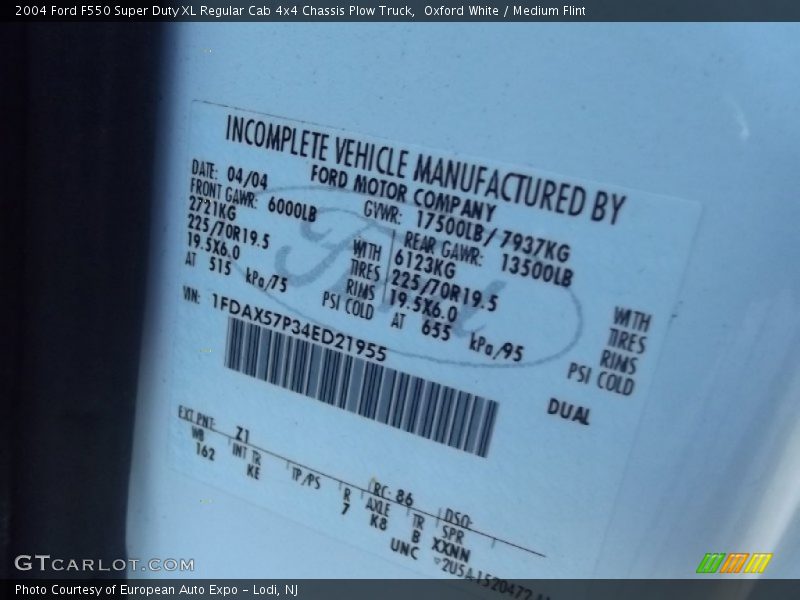 2004 Ford F550 Super Duty XL Regular Cab 4x4 Chassis Plow Truck, Oxford White / Medium Flint
INCOMPLETE VEHICLE MANUFACTURED BY
FORD MOTOR COMPANY
DATE: 04/04 GVWR: 17500LB/ 7937KG
FRONT GAWR: 6000LB REAR GAWR: 13500LB
2721KG WITH 6123KG WITH
225/70R19.5 TIRES 225/70R19.5 TIRES
19.5X6.0 RIMS 19.5X6.0 RIMS
AT 515 kPa/75 PSI COLD AT 655 kPa/95 PSI COLD
VIN: 1FDAX57P34ED21955 DUAL
Ford
EXT PNT: Z1 RC: 86 DSO:
WB INT TR TP/PS R AXLE TR SPR
162 KE 7 K8 B XXNN
UNC
GTCARLOT.COM
Photo Courtesy of European Auto Expo - Lodi, NJ